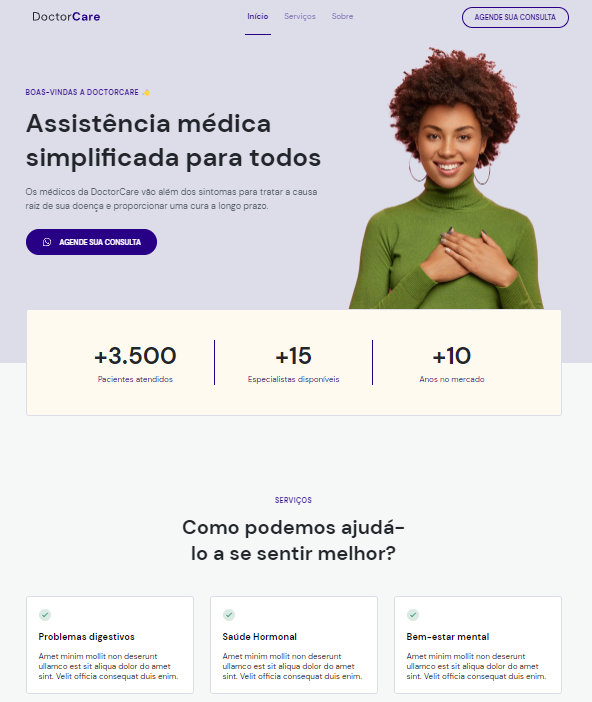 DoctorCare
Início Serviços Sobre
AGENDE SUA CONSULTA
BOAS-VINDAS A DOCTORCARE 👋
Assistência médica
simplificada para todos
Os médicos da DoctorCare vão além dos sintomas para tratar a causa
raiz de sua doença e proporcionar uma cura a longo prazo.
AGENDE SUA CONSULTA
+3.500
Pacientes atendidos
+15
Especialistas disponíveis
+10
Anos no mercado
SERVIÇOS
Como podemos ajudá-
lo a se sentir melhor?
Problemas digestivos
Amet minim mollit non deserunt
ullamco est sit aliqua dolor do amet
sint. Velit officia consequat duis enim.
Saúde Hormonal
Amet minim mollit non deserunt
ullamco est sit aliqua dolor do amet
sint. Velit officia consequat duis enim.
Bem-estar mental
Amet minim mollit non deserunt
ullamco est sit aliqua dolor do amet
sint. Velit officia consequat duis enim.